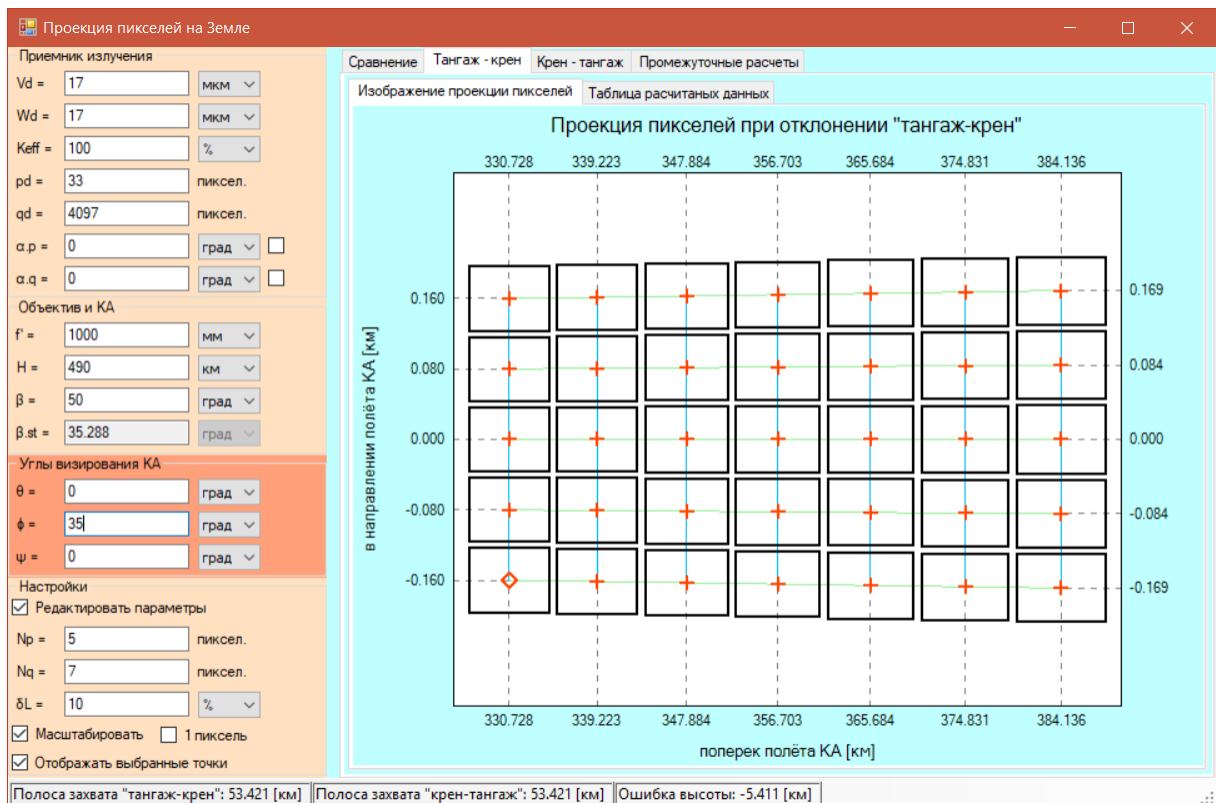 Проекция пикселей на Земле
Приемник излучения
Vd = 17 мкм
Wd = 17 мкм
Keff = 100 %
pd = 33 пиксел.
qd = 4097 пиксел.
α.p = 0 град
α.q = 0 град
Объектив и КА
f' = 1000 мм
H = 490 км
β = 50 град
β.st = 35.288 град
Углы визирования КА
θ = 0 град
ϕ = 35 град
ψ = 0 град
Настройки
Редактировать параметры
Np = 5 пиксел.
Nq = 7 пиксел.
δL = 10 %
Масштабировать 1 пиксель
Отображать выбранные точки
Сравнение Тангаж - крен Крен - тангаж Промежуточные расчеты
Изображение проекции пикселей Таблица расчитаных данных
Проекция пикселей при отклонении "тангаж-крен"
330.728 339.223 347.884 356.703 365.684 374.831 384.136
0.160 0.169
0.080 0.084
0.000 0.000
-0.080 -0.084
-0.160 -0.169
в направлении полёта КА [км]
330.728 339.223 347.884 356.703 365.684 374.831 384.136
поперек полёта КА [км]
Полоса захвата "тангаж-крен": 53.421 [км] Полоса захвата "крен-тангаж": 53.421 [км] Ошибка высоты: -5.411 [км]